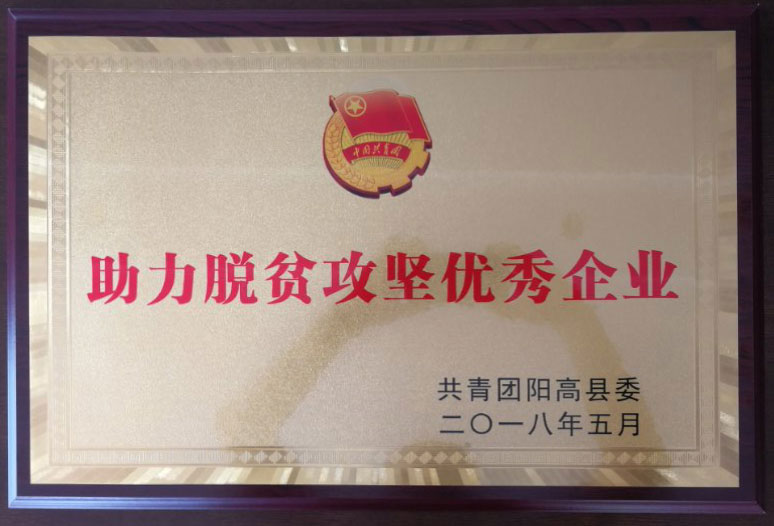 中国共青团
助力脱贫攻坚优秀企业
共青团阳高县委
二〇一八年五月